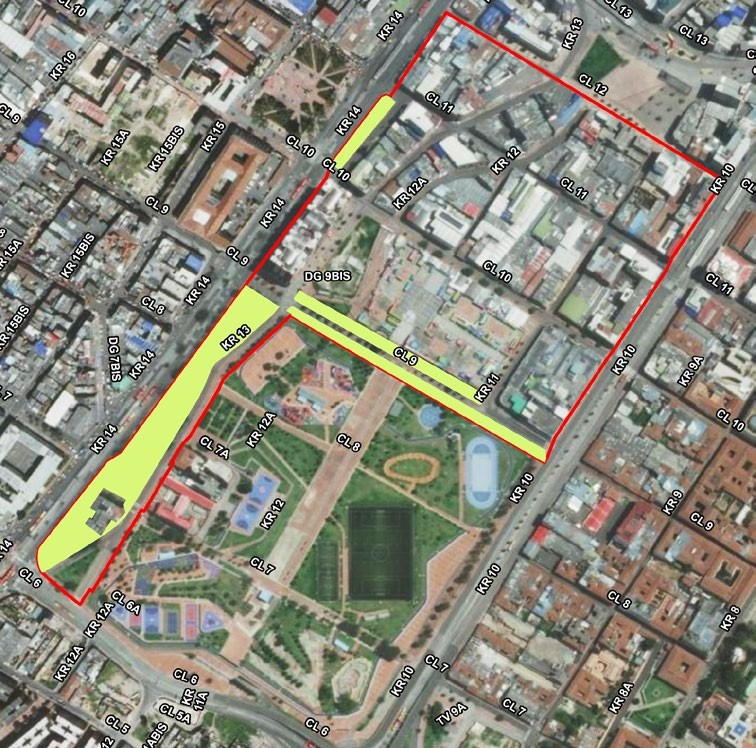 CL 10
KR 14
KR 13
CL 13
CL 13
KR 16
CL 12
CL 9
KR 15A
KR 15BIS
KR 15
KR 14
CL 11
CL 10
CL 10
KR 12
KR 10
KR 12A
CL 11
CL 9
KR 14
KR 15BIS
CL 9
CL 10
DG 9BIS
KR 14
CL 11
CL 8
KR 15BIS
KR 13
DG 7BIS
KR 14
CL 9
KR 11
KR 10
KR 9A
CL 10
KR 12A
CL 8
KR 14
CL 7A
KR 10
KR 9
CL 9
KR 12
CL 7
CL 6
KR 10
CL 8
KR 12A
CL 6A
KR 8
KR 12A
CL 6
KR 11A
CL 5A
CL 5
CL 6
KR 10
CL 7
CL 7
TV 9A
KR 8A